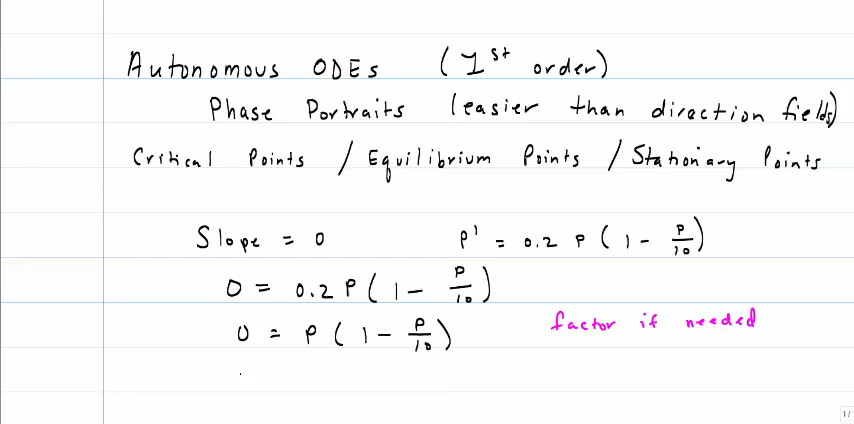 Autonomous ODEs (1st order)
Phase Portraits (easier than direction fields)
Critical Points / Equilibrium Points / Stationary Points
Slope = 0 P' = 0.2 P (1 - P/10)
0 = 0.2 P (1 - P/10)
0 = P (1 - P/10) factor if needed